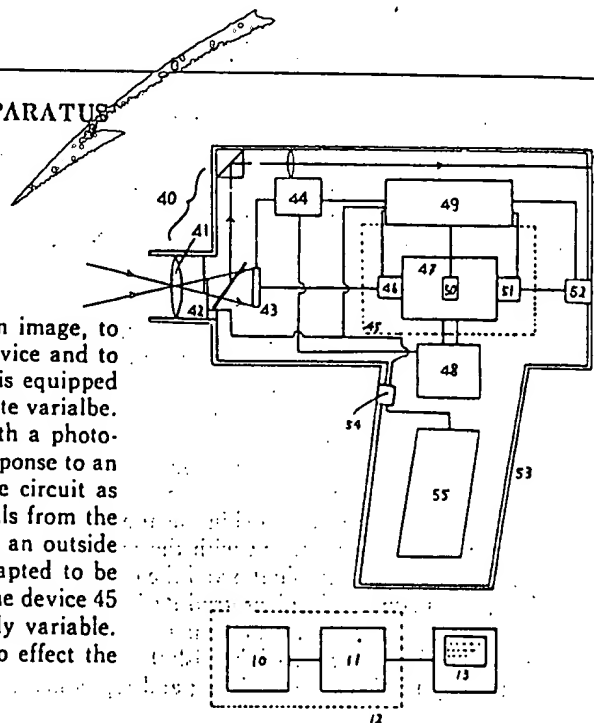 PARATUS
40
41
42
43
44
49
46
47
50
51
52
45
48
54
53
55
n image, to
vice and to
is equipped
te varialbe.
th a photo-
ponse to an
e circuit as
ls from the
an outside
apted to be
ne device 45
ly variable.
o effect the
10
11
13
12